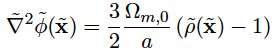 ∇̃²ϕ̃(x̃) = 3/2 Ω_{m,0}/a (ρ̃(x̃) − 1)